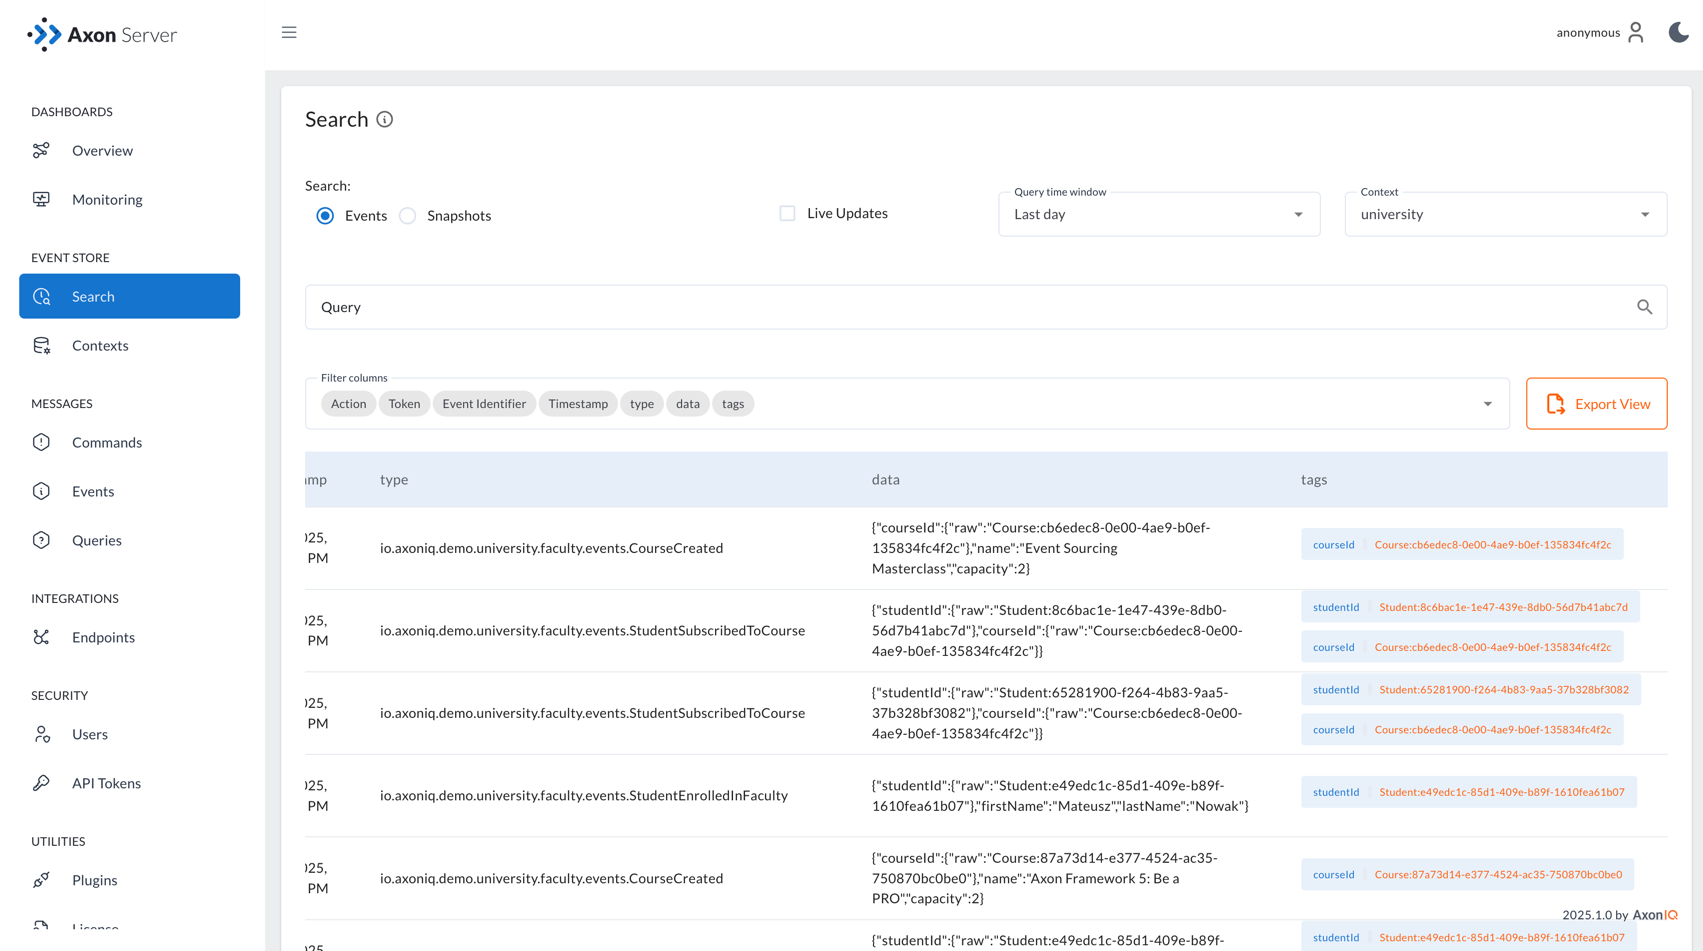 Axon Server
anonymous
DASHBOARDS
Overview
Monitoring
EVENT STORE
Search
Contexts
MESSAGES
Commands
Events
Queries
INTEGRATIONS
Endpoints
SECURITY
Users
API Tokens
UTILITIES
Plugins
License
Search
Search:
Events Snapshots
Live Updates
Query time window
Last day
Context
university
Query
Filter columns
Action Token Event Identifier Timestamp type data tags
Export View
amp type data tags
025,
PM
io.axoniq.demo.university.faculty.events.CourseCreated
{"courseId":{"raw":"Course:cb6edec8-0e00-4ae9-b0ef-
135834fc4f2c"},"name":"Event Sourcing
Masterclass","capacity":2}
courseId Course:cb6edec8-0e00-4ae9-b0ef-135834fc4f2c
025,
PM
io.axoniq.demo.university.faculty.events.StudentSubscribedToCourse
{"studentId":{"raw":"Student:8c6bac1e-1e47-439e-8db0-
56d7b41abc7d"},"courseId":{"raw":"Course:cb6edec8-0e00-
4ae9-b0ef-135834fc4f2c"}}
studentId Student:8c6bac1e-1e47-439e-8db0-56d7b41abc7d
courseId Course:cb6edec8-0e00-4ae9-b0ef-135834fc4f2c
025,
PM
io.axoniq.demo.university.faculty.events.StudentSubscribedToCourse
{"studentId":{"raw":"Student:65281900-f264-4b83-9aa5-
37b328bf3082"},"courseId":{"raw":"Course:cb6edec8-0e00-
4ae9-b0ef-135834fc4f2c"}}
studentId Student:65281900-f264-4b83-9aa5-37b328bf3082
courseId Course:cb6edec8-0e00-4ae9-b0ef-135834fc4f2c
025,
PM
io.axoniq.demo.university.faculty.events.StudentEnrolledInFaculty
{"studentId":{"raw":"Student:e49edc1c-85d1-409e-b89f-
1610fea61b07"},"firstName":"Mateusz","lastName":"Nowak"}
studentId Student:e49edc1c-85d1-409e-b89f-1610fea61b07
025,
PM
io.axoniq.demo.university.faculty.events.CourseCreated
{"courseId":{"raw":"Course:87a73d14-e377-4524-ac35-
750870bc0be0"},"name":"Axon Framework 5: Be a
PRO","capacity":2}
courseId Course:87a73d14-e377-4524-ac35-750870bc0be0
2025.1.0 by AxonIQ
025,
{"studentId":{"raw":"Student:e49edc1c-85d1-409e-b89f-
studentId Student:e49edc1c-85d1-409e-b89f-1610fea61b07